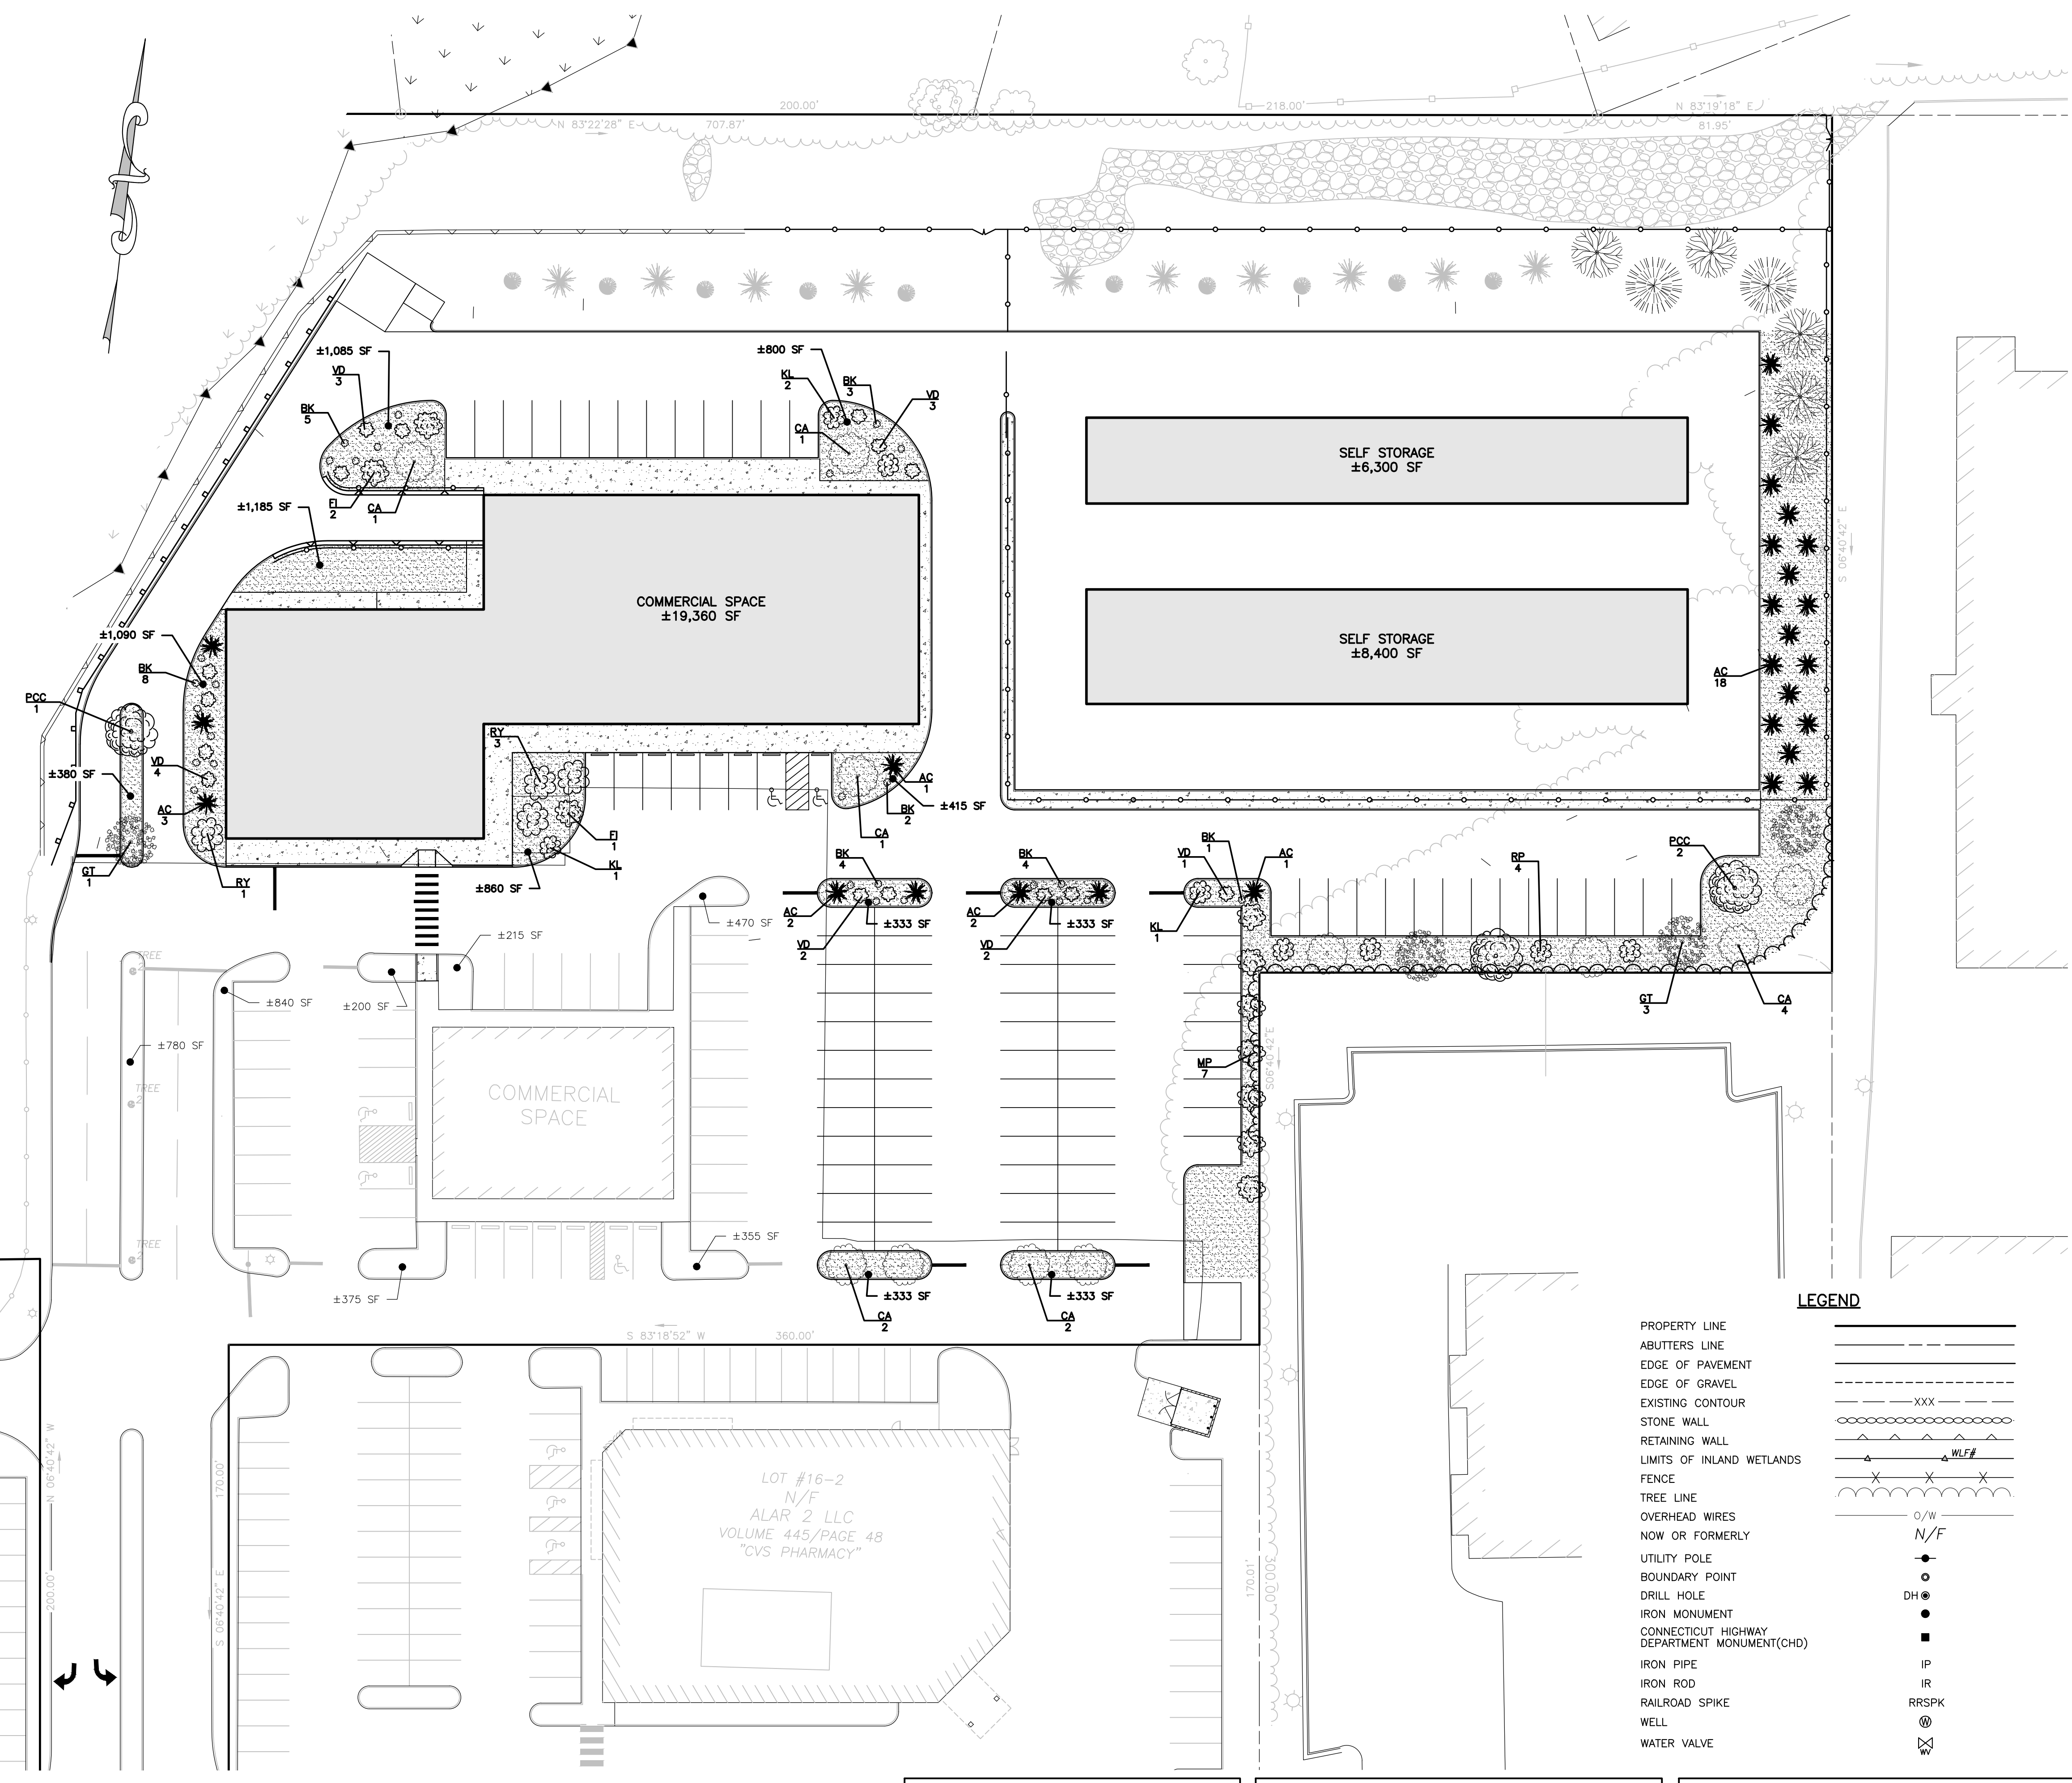 200.00'
218.00'
N 83°19'18" E
N 83°22'28" E
707.87'
81.95'
±1,085 SF
VD
3
BK
5
±800 SF
KL
2
BK
3
VD
3
CA
1
SELF STORAGE
±6,300 SF
FI
2
CA
1
±1,185 SF
S 06°40'42" E
COMMERCIAL SPACE
±19,360 SF
SELF STORAGE
±8,400 SF
±1,090 SF
BK
8
AC
18
PCC
1
RY
3
VD
4
±380 SF
AC
3
AC
1
±415 SF
BK
2
CA
1
FI
1
KL
1
GT
1
RY
1
±860 SF
BK
4
BK
4
BK
1
VD
1
AC
1
RP
4
PCC
2
AC
2
±333 SF
VD
2
AC
2
±333 SF
VD
2
KL
1
±470 SF
±215 SF
TREE
2
±840 SF
±200 SF
GT
3
CA
4
±780 SF
MP
7
S06°40'42"E
TREE
2
COMMERCIAL
SPACE
TREE
2
±355 SF
±375 SF
±333 SF
CA
2
±333 SF
CA
2
S 83°18'52" W
360.00'
N 06°40'42" W
200.00'
170.00'
S 06°40'42" E
LOT #16-2
N/F
ALAR 2 LLC
VOLUME 445/PAGE 48
"CVS PHARMACY"
170.01'
300.00'
LEGEND
PROPERTY LINE
ABUTTERS LINE
EDGE OF PAVEMENT
EDGE OF GRAVEL
EXISTING CONTOUR XXX
STONE WALL
RETAINING WALL
LIMITS OF INLAND WETLANDS WLF#
FENCE
TREE LINE
OVERHEAD WIRES O/W
NOW OR FORMERLY N/F
UTILITY POLE
BOUNDARY POINT
DRILL HOLE DH
IRON MONUMENT
CONNECTICUT HIGHWAY
DEPARTMENT MONUMENT(CHD)
IRON PIPE IP
IRON ROD IR
RAILROAD SPIKE RRSPK
WELL W
WATER VALVE WV